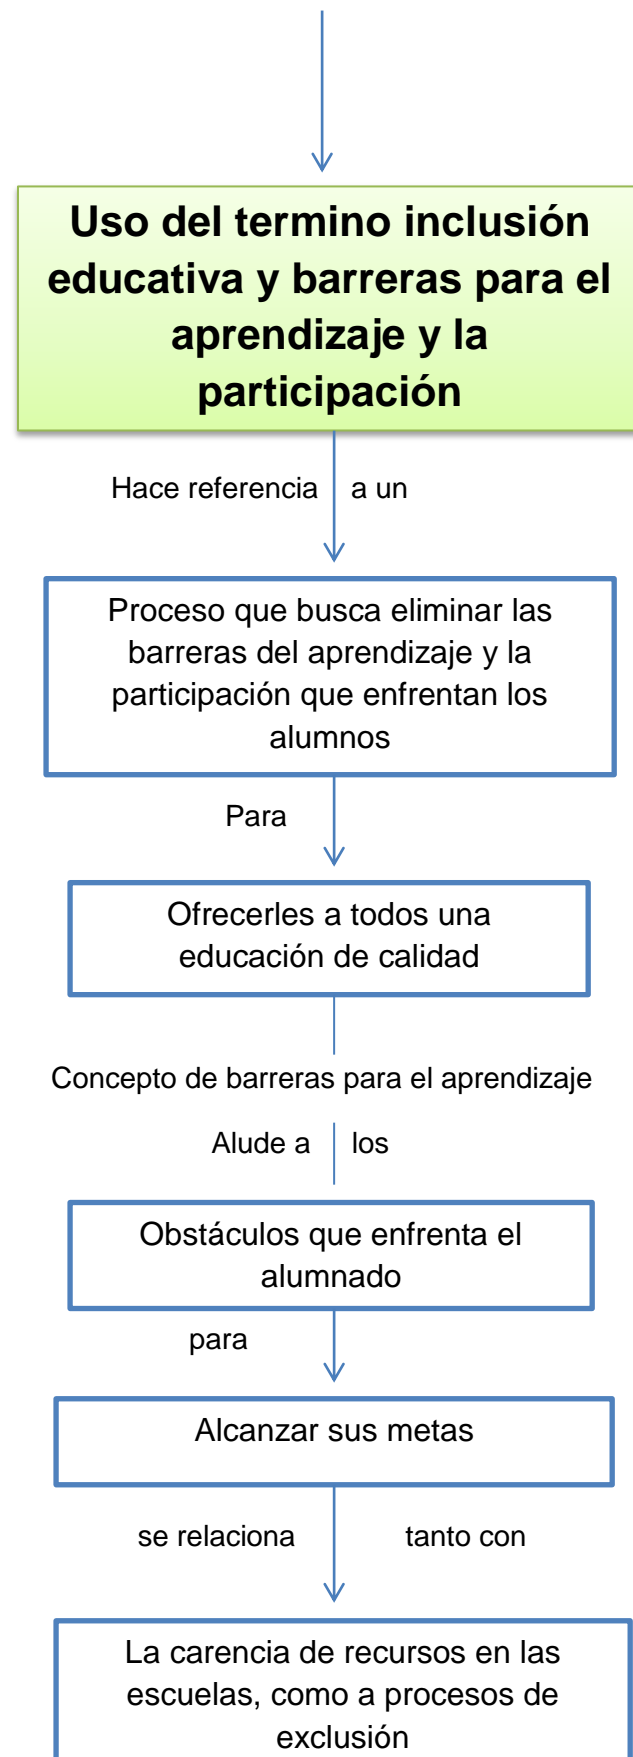 Uso del termino inclusión
educativa y barreras para el
aprendizaje y la
participación
Hace referencia a un
Proceso que busca eliminar las
barreras del aprendizaje y la
participación que enfrentan los
alumnos
Para
Ofrecerles a todos una
educación de calidad
Concepto de barreras para el aprendizaje
Alude a los
Obstáculos que enfrenta el
alumnado
para
Alcanzar sus metas
se relaciona tanto con
La carencia de recursos en las
escuelas, como a procesos de
exclusión